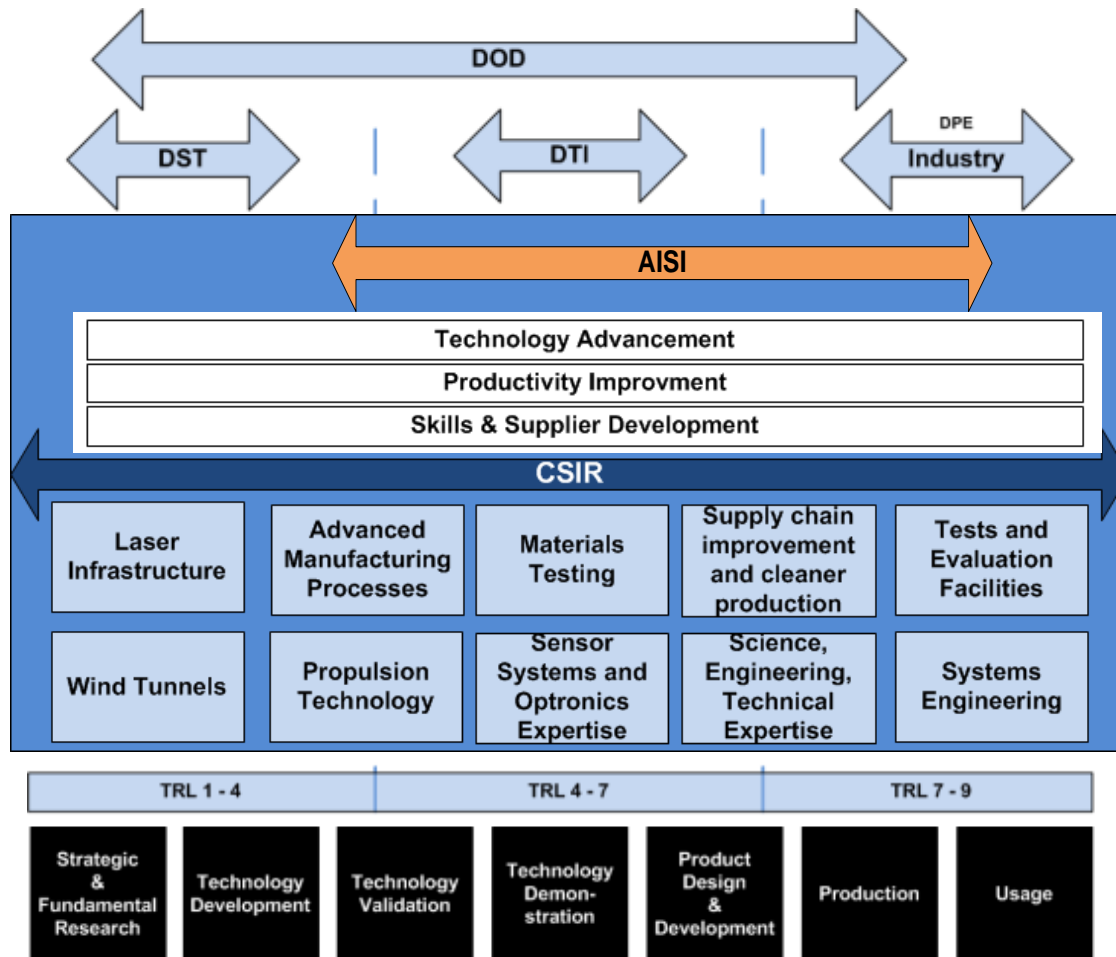 DOD
DST
DTI
DPE
Industry
AISI
Technology Advancement
Productivity Improvment
Skills & Supplier Development
CSIR
Laser
Infrastructure
Advanced
Manufacturing
Processes
Materials
Testing
Supply chain
improvement
and cleaner
production
Tests and
Evaluation
Facilities
Wind Tunnels
Propulsion
Technology
Sensor
Systems and
Optronics
Expertise
Science,
Engineering,
Technical
Expertise
Systems
Engineering
TRL 1 - 4
TRL 4 - 7
TRL 7 - 9
Strategic
&
Fundamental
Research
Technology
Development
Technology
Validation
Technology
Demon-
stration
Product
Design
&
Development
Production
Usage